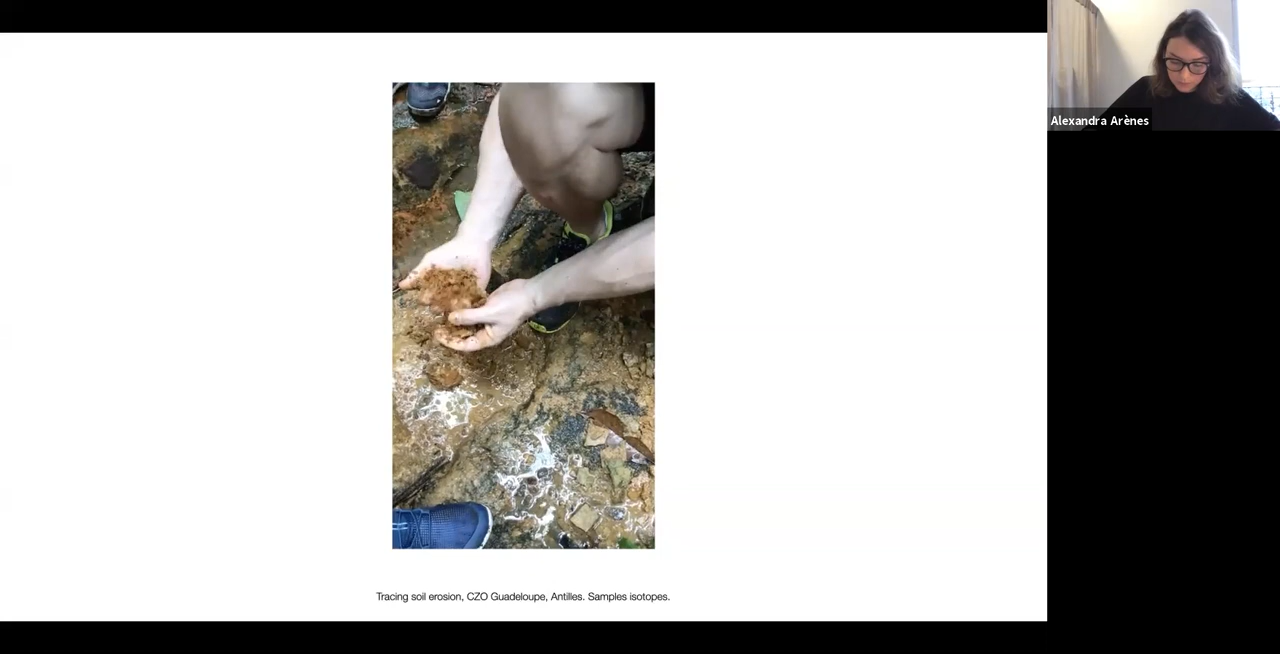 Alexandra Arènes
Tracing soil erosion, CZO Guadeloupe, Antilles. Samples isotopes.